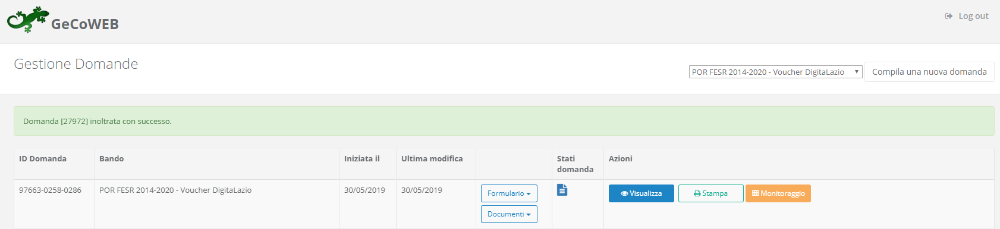 GeCoWEB
Log out
Gestione Domande
POR FESR 2014-2020 - Voucher DigitaLazio
Compila una nuova domanda
Domanda [27972] inoltrata con successo.
ID Domanda Bando Iniziata il Ultima modifica Stati domanda Azioni
97663-0258-0286 POR FESR 2014-2020 - Voucher DigitaLazio 30/05/2019 30/05/2019 Formulario Visualizza Stampa Monitoraggio
Documenti